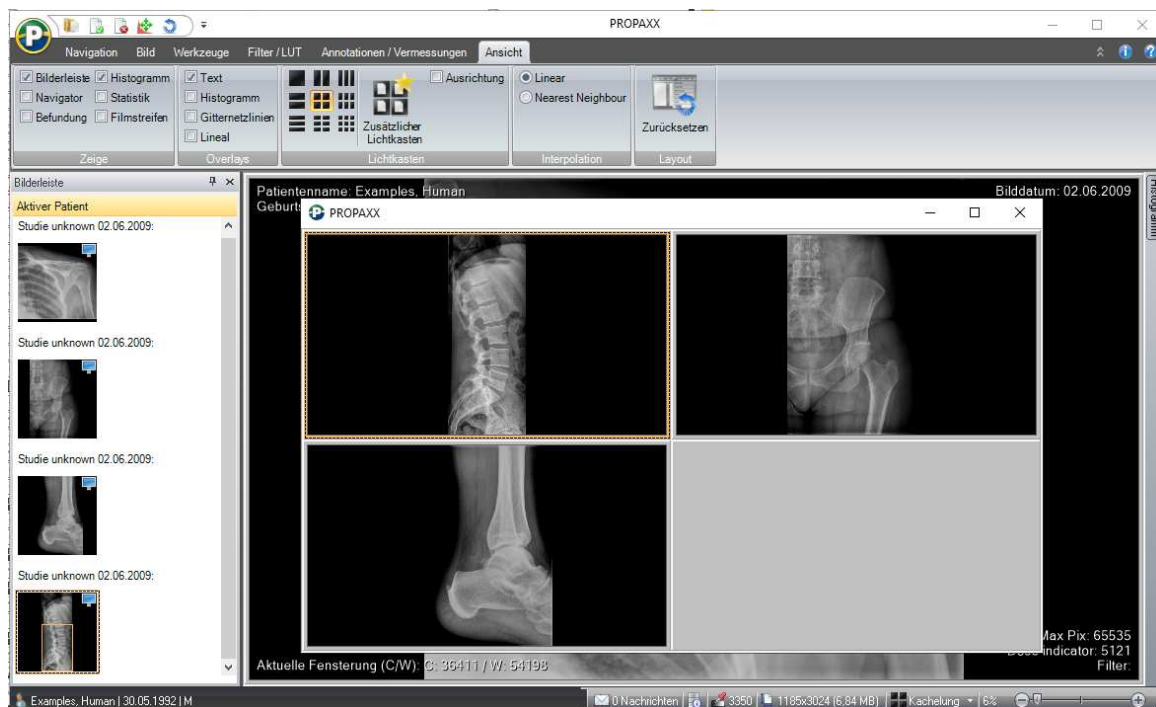 PROPAXX
Navigation Bild Werkzeuge Filter / LUT Annotationen / Vermessungen Ansicht
Bilderleiste Histogramm
Navigator Statistik
Befundung Filmstreifen
Zeige
Text
Histogramm
Gitternetzlinien
Lineal
Overlays
Zusätzlicher
Lichtkasten
Ausrichtung
Lichtkasten
Linear
Nearest Neighbour
Interpolation
Zurücksetzen
Layout
Bilderleiste
Aktiver Patient
Studie unknown 02.06.2009:
Studie unknown 02.06.2009:
Studie unknown 02.06.2009:
Studie unknown 02.06.2009:
Patientenname: Examples, Human
Bilddatum: 02.06.2009
Geburts
Histogramm
PROPAXX
Max Pix: 65535
indicator: 5121
Filter:
Aktuelle Fensterung (C/W): C: 36411 / W: 54198
Examples, Human | 30.05.1992 | M
0 Nachrichten
3350
1185x3024 (6,84 MB)
Kachelung
6%